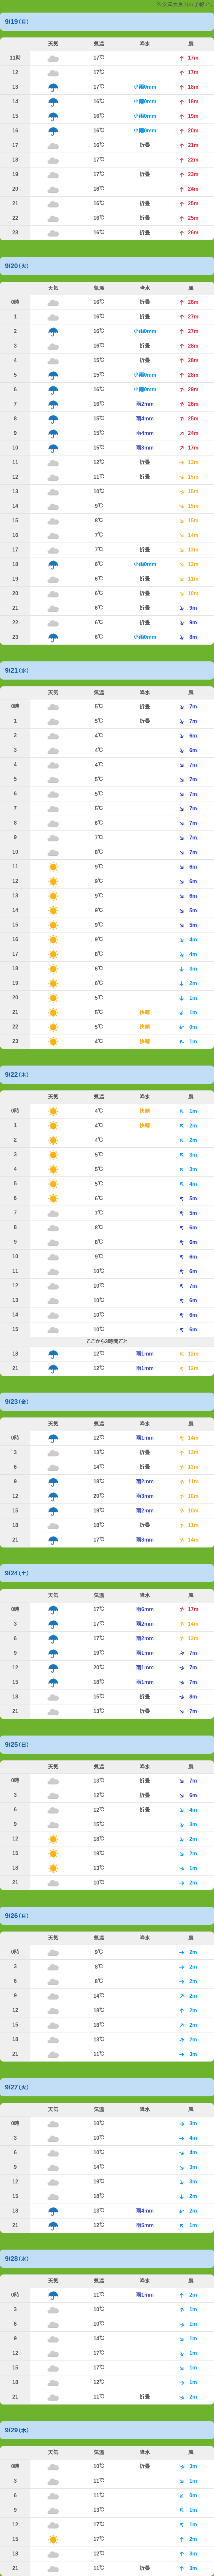 9/19(月)
天気 気温 降水 風
11時 17℃ 17m
12 17℃ 17m
13 17℃ 小雨0mm 18m
14 16℃ 小雨0mm 18m
15 16℃ 小雨0mm 19m
16 16℃ 小雨0mm 20m
17 16℃ 折畳 21m
18 17℃ 22m
19 17℃ 折畳 23m
20 16℃ 24m
21 16℃ 折畳 25m
22 16℃ 折畳 25m
23 16℃ 折畳 26m
9/20(火)
天気 気温 降水 風
0時 16℃ 折畳 26m
1 16℃ 折畳 27m
2 16℃ 小雨0mm 27m
3 16℃ 折畳 28m
4 15℃ 折畳 28m
5 15℃ 小雨0mm 28m
6 16℃ 小雨0mm 29m
7 16℃ 雨2mm 26m
8 15℃ 雨4mm 25m
9 15℃ 雨4mm 24m
10 15℃ 雨3mm 17m
11 12℃ 折畳 13m
12 11℃ 折畳 15m
13 10℃ 15m
14 9℃ 15m
15 8℃ 15m
16 7℃ 14m
17 7℃ 折畳 13m
18 6℃ 小雨0mm 12m
19 6℃ 折畳 11m
20 6℃ 折畳 10m
21 6℃ 折畳 9m
22 6℃ 折畳 9m
23 6℃ 小雨0mm 8m
9/21(水)
天気 気温 降水 風
0時 5℃ 折畳 7m
1 5℃ 折畳 7m
2 4℃ 6m
3 4℃ 6m
4 4℃ 7m
5 5℃ 7m
6 5℃ 7m
7 5℃ 7m
8 6℃ 7m
9 7℃ 7m
10 8℃ 7m
11 9℃ 6m
12 9℃ 6m
13 9℃ 6m
14 9℃ 5m
15 9℃ 5m
16 9℃ 4m
17 8℃ 4m
18 6℃ 3m
19 6℃ 2m
20 5℃ 1m
21 5℃ 快晴 1m
22 5℃ 快晴 0m
23 4℃ 快晴 1m
9/22(木)
天気 気温 降水 風
0時 4℃ 快晴 1m
1 4℃ 快晴 2m
2 4℃ 2m
3 5℃ 3m
4 5℃ 3m
5 5℃ 4m
6 6℃ 5m
7 7℃ 5m
8 8℃ 6m
9 8℃ 6m
10 9℃ 6m
11 10℃ 6m
12 10℃ 7m
13 10℃ 6m
14 10℃ 6m
15 10℃ 6m
ここから3時間ごと
18 12℃ 雨1mm 12m
21 12℃ 雨1mm 12m
9/23(金)
天気 気温 降水 風
0時 12℃ 雨1mm 14m
3 13℃ 折畳 13m
6 14℃ 折畳 13m
9 18℃ 雨2mm 11m
12 20℃ 雨3mm 10m
15 19℃ 雨2mm 10m
18 18℃ 折畳 11m
21 17℃ 雨3mm 14m
9/24(土)
天気 気温 降水 風
0時 17℃ 雨6mm 17m
3 17℃ 雨2mm 14m
6 17℃ 雨2mm 12m
9 19℃ 雨1mm 7m
12 20℃ 雨1mm 7m
15 18℃ 雨1mm 7m
18 15℃ 折畳 8m
21 13℃ 折畳 7m
9/25(日)
天気 気温 降水 風
0時 13℃ 折畳 7m
3 12℃ 折畳 6m
6 12℃ 折畳 4m
9 15℃ 3m
12 18℃ 2m
15 19℃ 2m
18 13℃ 1m
21 10℃ 2m
9/26(月)
天気 気温 降水 風
0時 9℃ 2m
3 8℃ 2m
6 8℃ 2m
9 14℃ 2m
12 18℃ 2m
15 18℃ 2m
18 13℃ 2m
21 11℃ 3m
9/27(火)
天気 気温 降水 風
0時 10℃ 3m
3 10℃ 4m
6 10℃ 4m
9 14℃ 3m
12 19℃ 3m
15 18℃ 2m
18 13℃ 雨4mm 2m
21 12℃ 雨5mm 1m
9/28(水)
天気 気温 降水 風
0時 11℃ 雨1mm 2m
3 10℃ 1m
6 10℃ 1m
9 14℃ 1m
12 17℃ 1m
15 17℃ 1m
18 12℃ 1m
21 11℃ 折畳 2m
9/29(木)
天気 気温 降水 風
0時 10℃ 折畳 3m
3 11℃ 1m
6 11℃ 0m
9 13℃ 1m
12 17℃ 1m
15 17℃ 2m
18 12℃ 3m
21 11℃ 折畳 3m